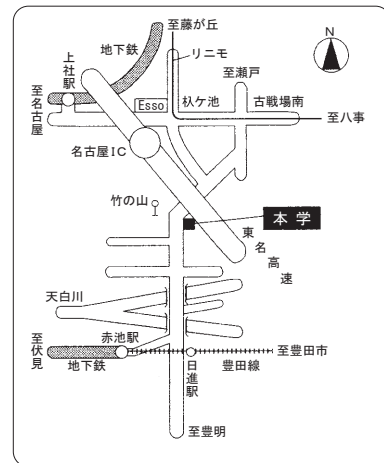 至藤が丘
地下鉄
リニモ
N
上社駅
至瀬戸
至名古屋
Esso
杁ケ池
古戦場南
至八事
名古屋IC
竹の山
本学
東名高速
天白川
赤池駅
至伏見
地下鉄
日進駅
豊田線
至豊田市
至豊明